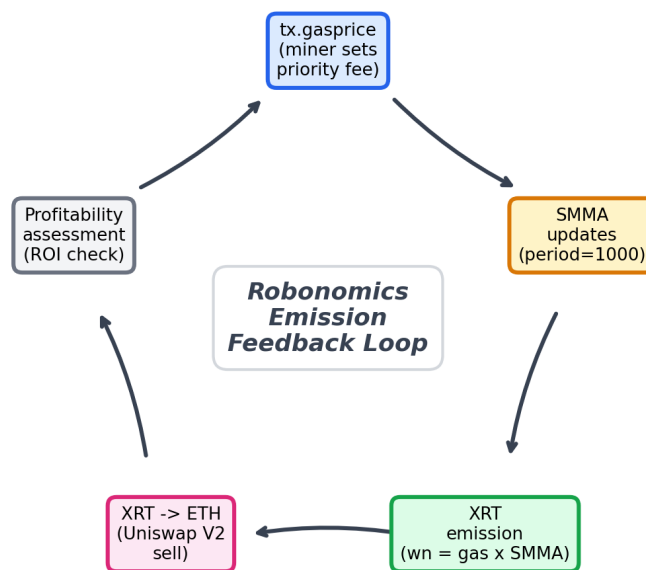 tx.gasprice
(miner sets
priority fee)
Profitability
assessment
(ROI check)
SMMA
updates
(period=1000)
Robonomics
Emission
Feedback Loop
XRT -> ETH
(Uniswap V2
sell)
XRT
emission
(wn = gas x SMMA)